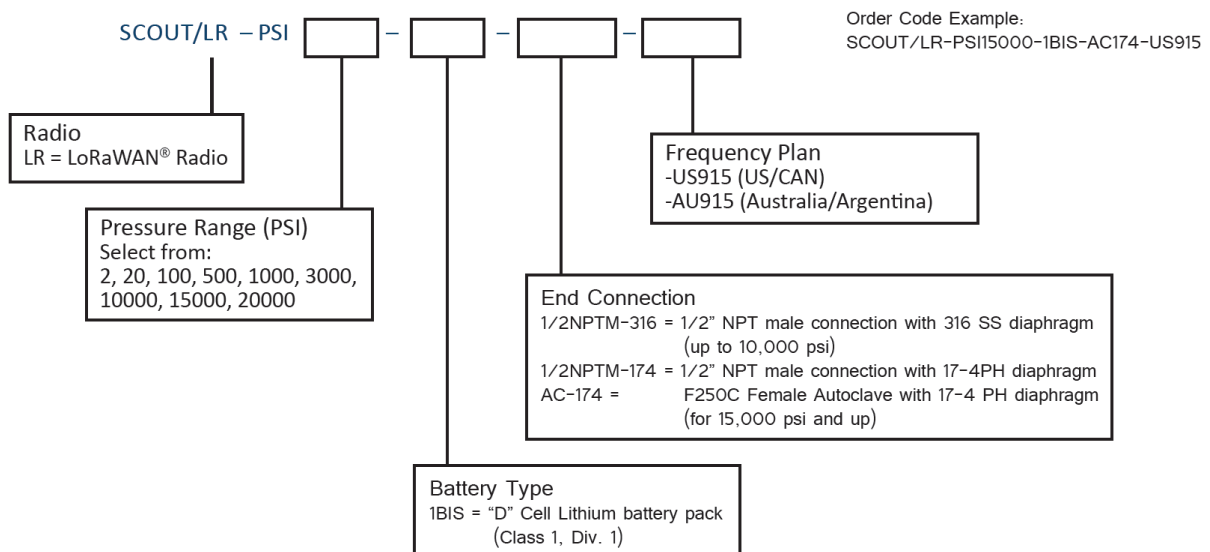 SCOUT/LR – PSI – – –
Order Code Example:
SCOUT/LR-PSI15000-1BIS-AC174-US915
Radio
LR = LoRaWAN® Radio
Frequency Plan
-US915 (US/CAN)
-AU915 (Australia/Argentina)
Pressure Range (PSI)
Select from:
2, 20, 100, 500, 1000, 3000,
10000, 15000, 20000
End Connection
1/2NPTM-316 = 1/2” NPT male connection with 316 SS diaphragm
(up to 10,000 psi)
1/2NPTM-174 = 1/2” NPT male connection with 17-4PH diaphragm
AC-174 = F250C Female Autoclave with 17-4 PH diaphragm
(for 15,000 psi and up)
Battery Type
1BIS = “D” Cell Lithium battery pack
(Class 1, Div. 1)